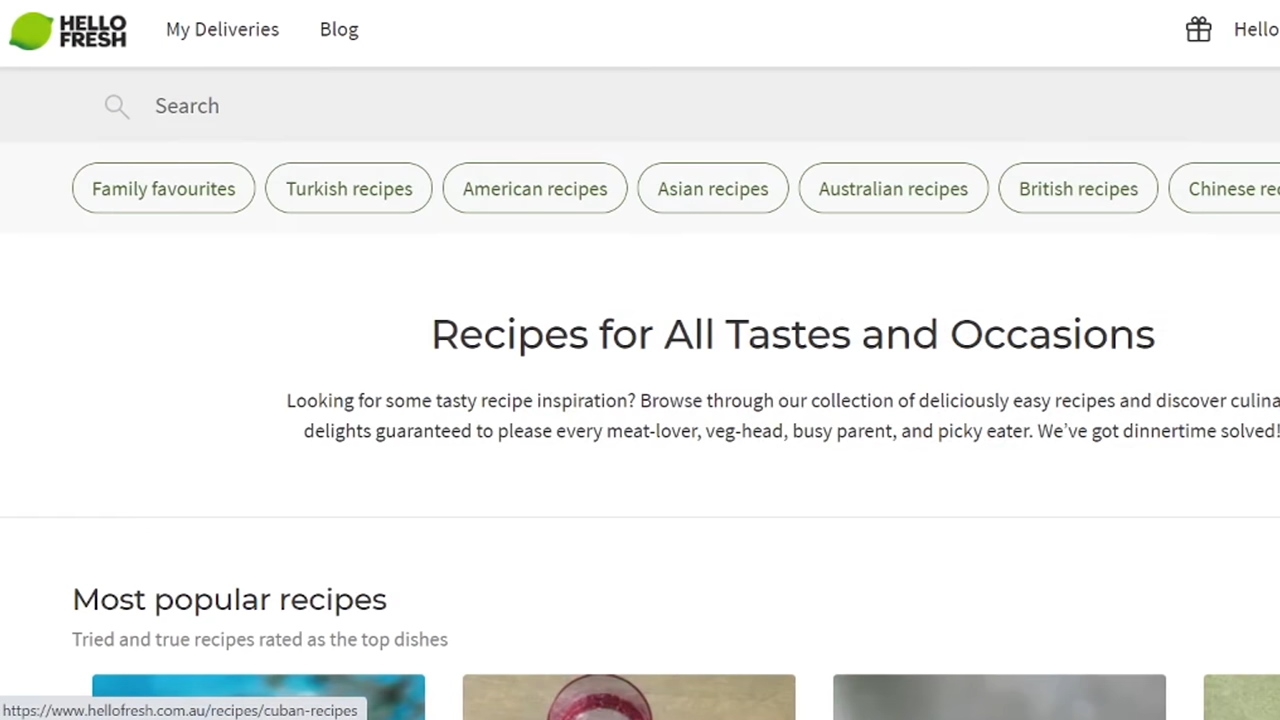 HELLO
FRESH
My Deliveries
Blog
Hello
Search
Family favourites
Turkish recipes
American recipes
Asian recipes
Australian recipes
British recipes
Chinese rec
Recipes for All Tastes and Occasions
Looking for some tasty recipe inspiration? Browse through our collection of deliciously easy recipes and discover culina
delights guaranteed to please every meat-lover, veg-head, busy parent, and picky eater. We’ve got dinnertime solved!
Most popular recipes
Tried and true recipes rated as the top dishes
https://www.hellofresh.com.au/recipes/cuban-recipes